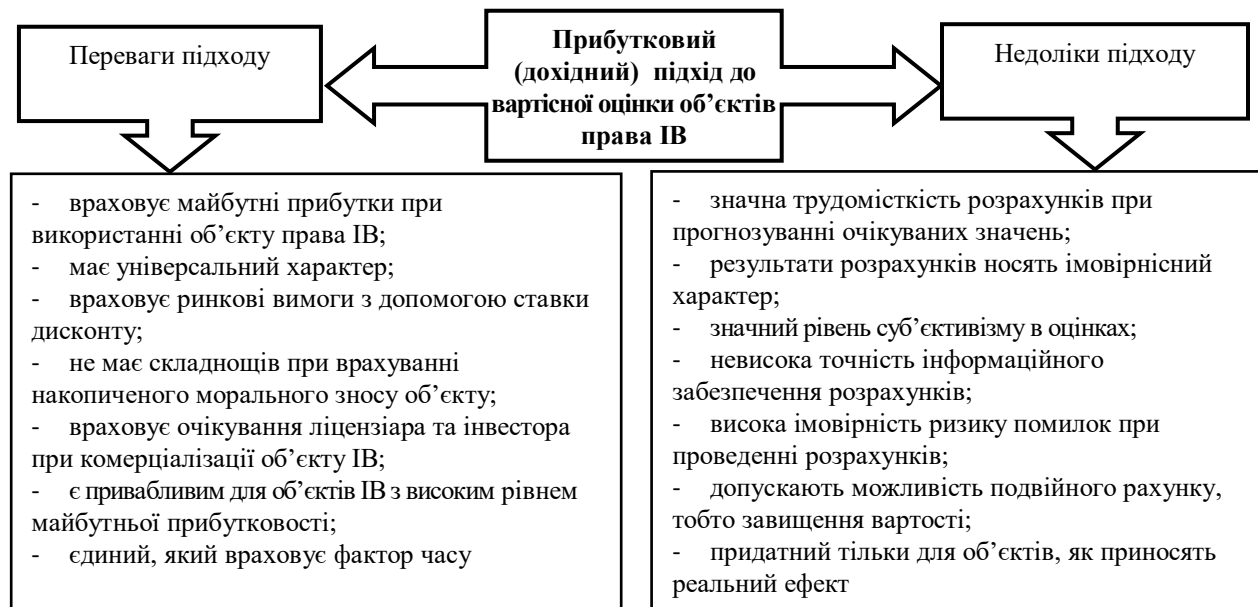 Переваги підходу
Прибутковий
(дохідний) підхід до
вартісної оцінки об’єктів
права ІВ
Недоліки підходу
- враховує майбутні прибутки при
використанні об’єкту права ІВ;
- має універсальний характер;
- враховує ринкові вимоги з допомогою ставки
дисконту;
- не має складнощів при врахуванні
накопиченого морального зносу об’єкту;
- враховує очікування ліцензіара та інвестора
при комерціалізації об’єкту ІВ;
- є привабливим для об’єктів ІВ з високим рівнем
майбутньої прибутковості;
- єдиний, який враховує фактор часу
- значна трудомісткість розрахунків при
прогнозуванні очікуваних значень;
- результати розрахунків носять імовірнісний
характер;
- значний рівень суб’єктивізму в оцінках;
- невисока точність інформаційного
забезпечення розрахунків;
- висока імовірність ризику помилок при
проведенні розрахунків;
- допускають можливість подвійного рахунку,
тобто завищення вартості;
- придатний тільки для об’єктів, як приносять
реальний ефект